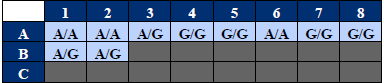 1 2 3 4 5 6 7 8
A A/A A/A A/G G/G G/G A/A G/G G/G
B A/G A/G
C